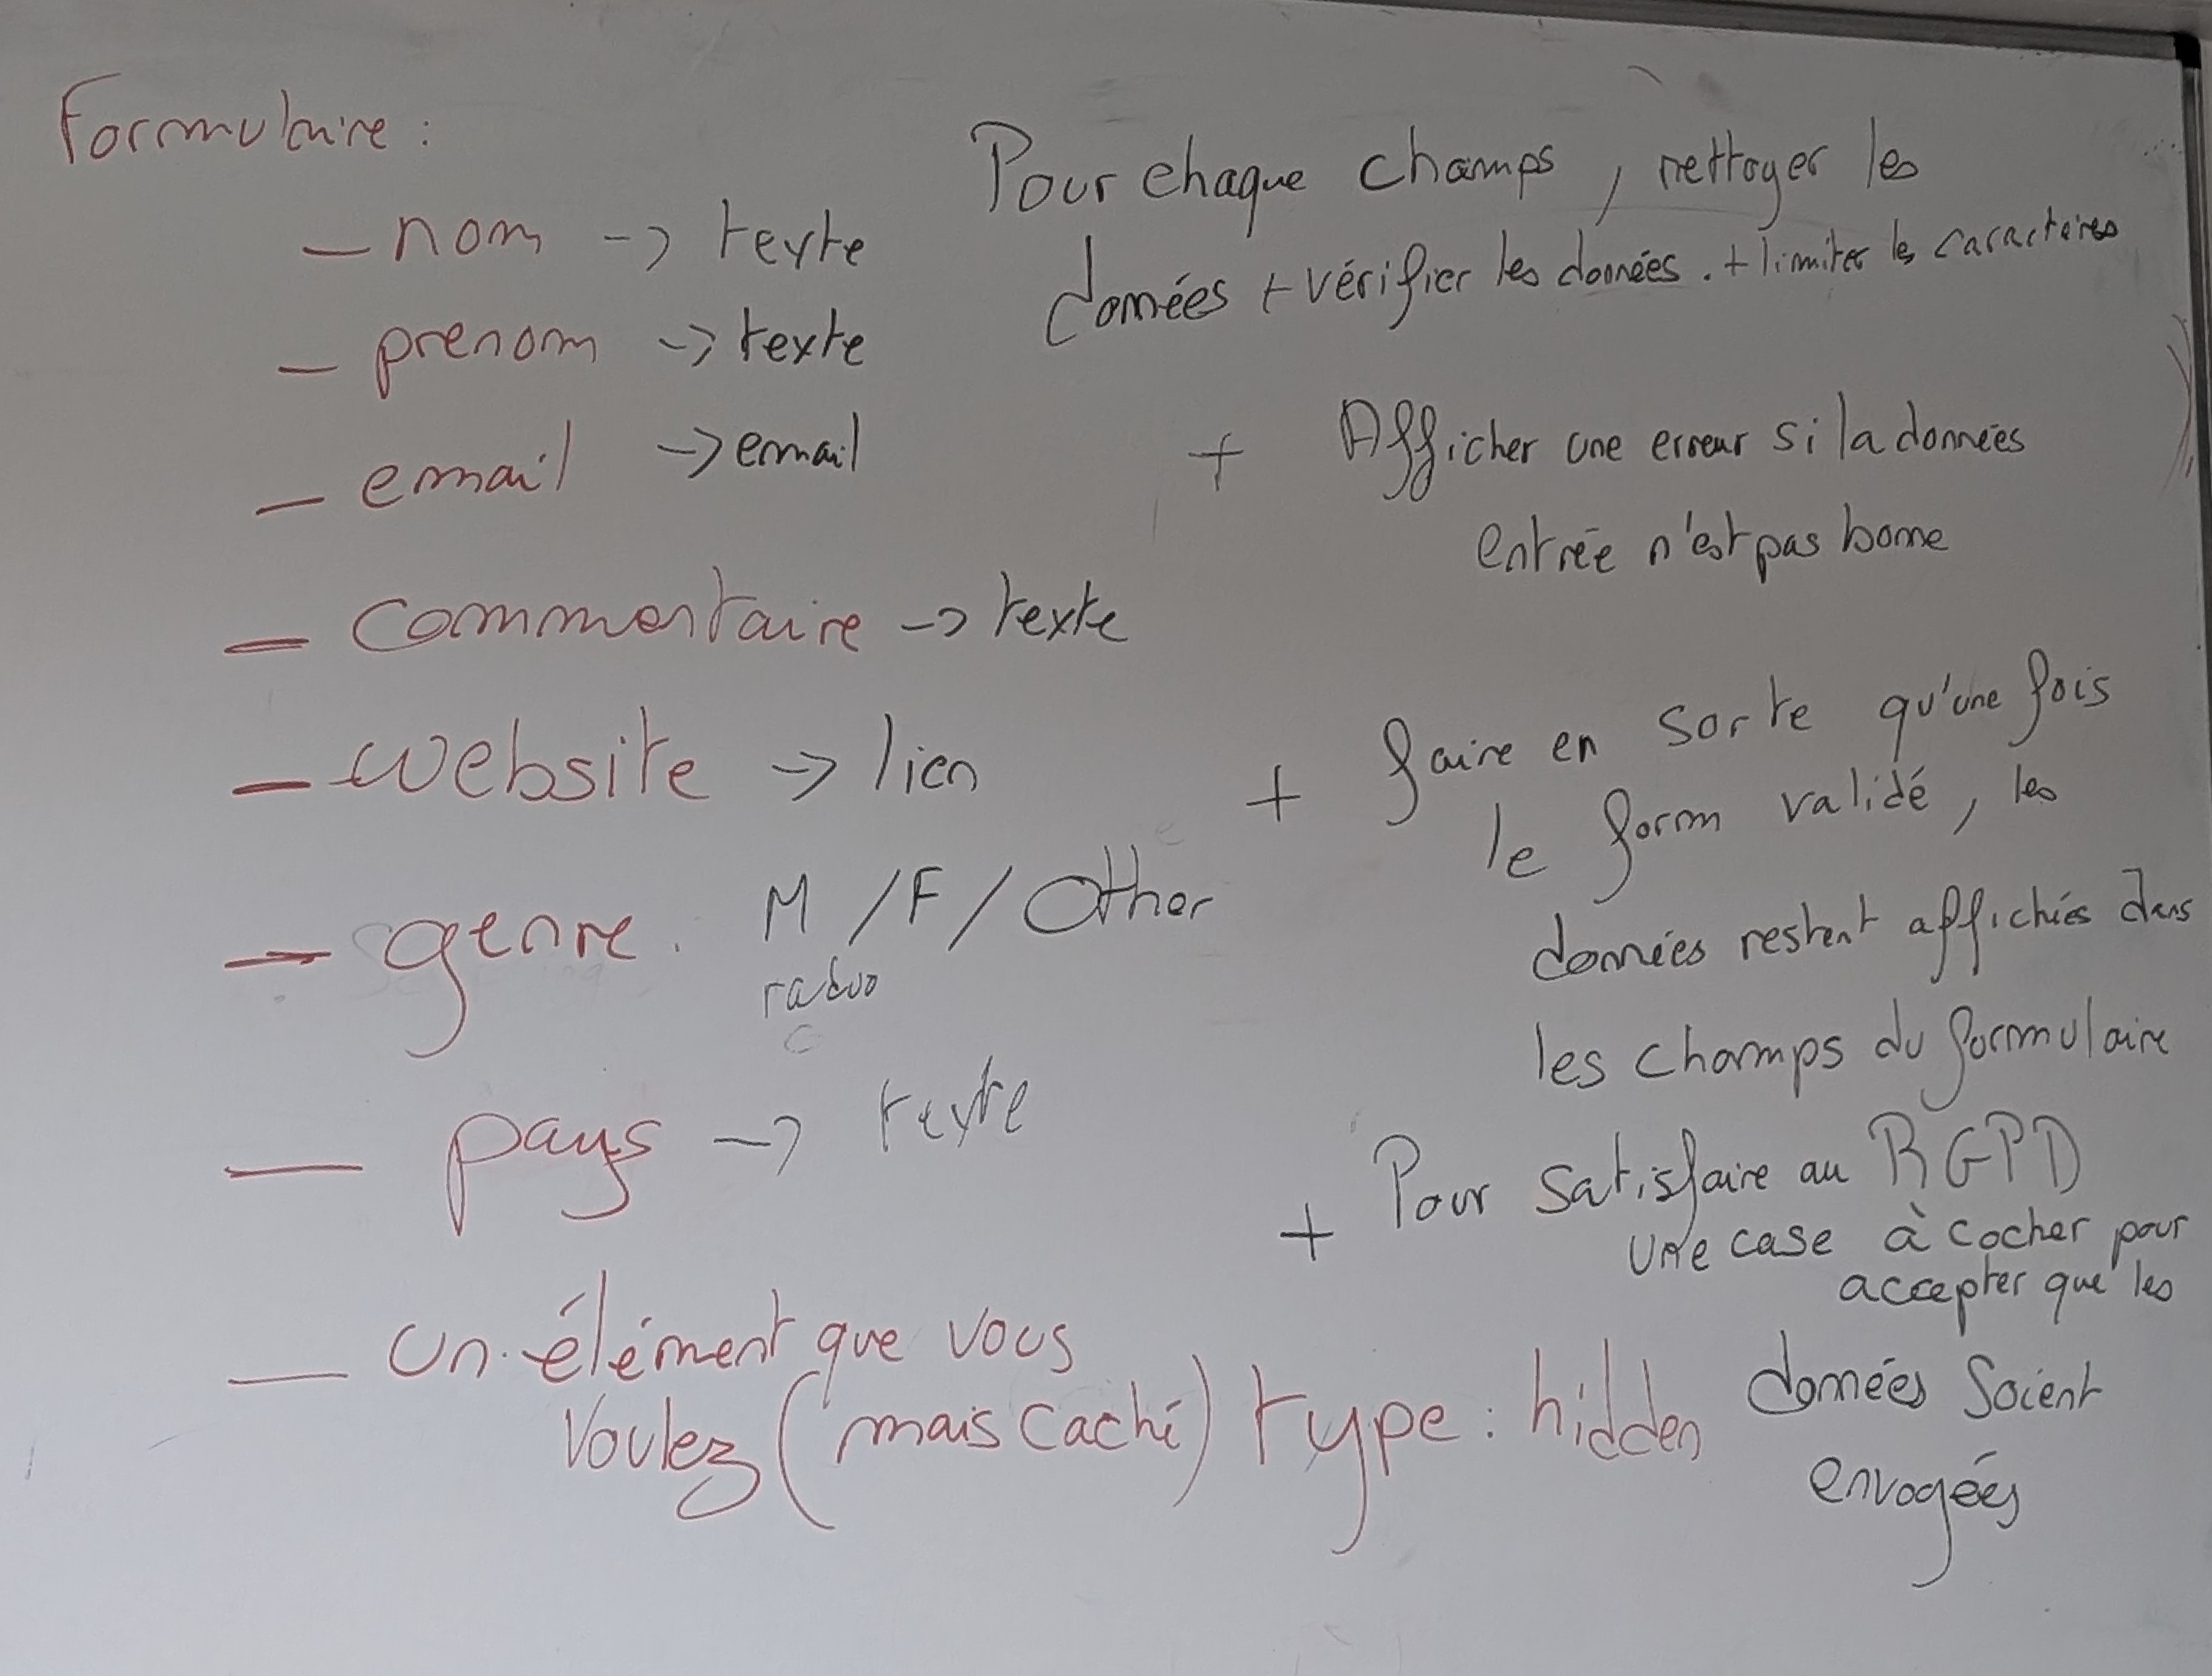 Formulaire :
— nom -> texte
— prenom -> texte
— email -> email
— commentaire -> texte
— website -> lien
— genre : M / F / Other
radio
— pays -> texte
— un élément que vous
voulez (mais caché) type : hidden
Pour chaque champs, nettoyer les
données + vérifier les données. + limiter les caractères
+ Afficher une erreur si la données
entrée n'est pas bonne
+ faire en sorte qu'une fois
le form validé, les
données restent affichées dans
les champs du formulaire
+ Pour satisfaire au RGPD
une case à cocher pour
accepter que les
données soient
envoyées